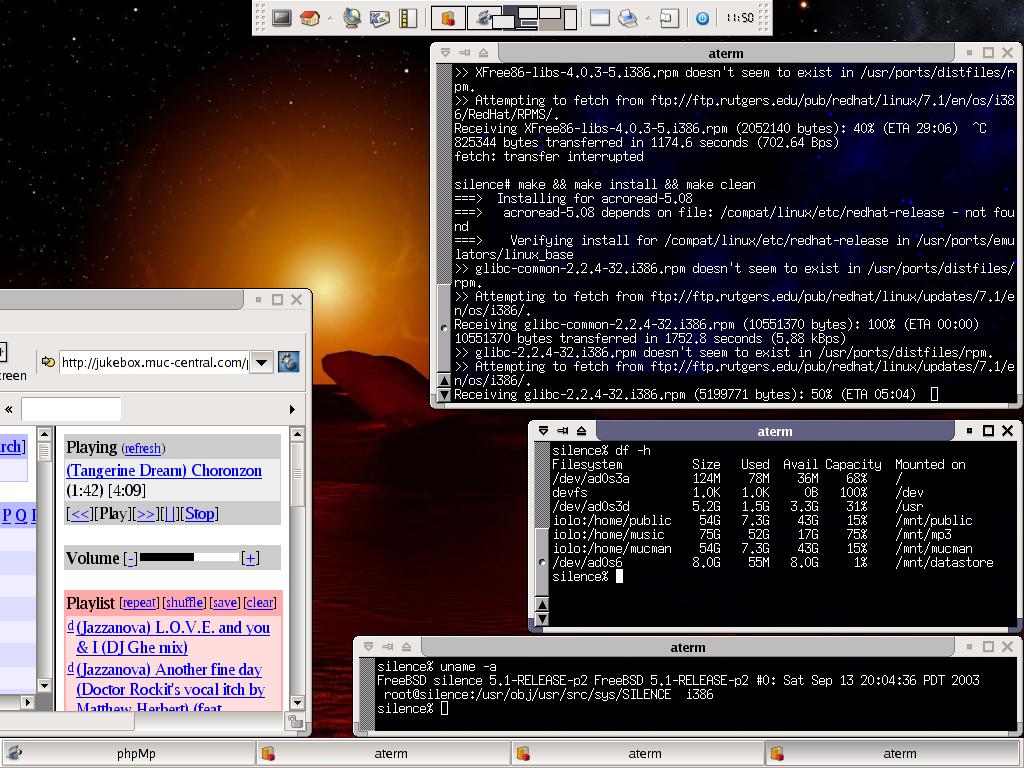 11:50
aterm
>> XFree86-libs-4.0.3-5.i386.rpm doesn't seem to exist in /usr/ports/distfiles/r
pm.
>> Attempting to fetch from ftp://ftp.rutgers.edu/pub/redhat/linux/7.1/en/os/i38
6/RedHat/RPMS/.
Receiving XFree86-libs-4.0.3-5.i386.rpm (2052140 bytes): 40% (ETA 29:06)  ^C
825344 bytes transferred in 1174.6 seconds (702.64 Bps)
fetch: transfer interrupted
silence# make && make install && make clean
===>  Installing for acroread-5.08
===>   acroread-5.08 depends on file: /compat/linux/etc/redhat-release - not fou
nd
===>    Verifying install for /compat/linux/etc/redhat-release in /usr/ports/emu
lators/linux_base
>> glibc-common-2.2.4-32.i386.rpm doesn't seem to exist in /usr/ports/distfiles/
rpm.
>> Attempting to fetch from ftp://ftp.rutgers.edu/pub/redhat/linux/updates/7.1/e
n/os/i386/.
Receiving glibc-common-2.2.4-32.i386.rpm (10551370 bytes): 100% (ETA 00:00)
10551370 bytes transferred in 1752.8 seconds (5.88 kBps)
>> glibc-2.2.4-32.i386.rpm doesn't seem to exist in /usr/ports/distfiles/rpm.
>> Attempting to fetch from ftp://ftp.rutgers.edu/pub/redhat/linux/updates/7.1/e
n/os/i386/.
Receiving glibc-2.2.4-32.i386.rpm (5199771 bytes): 50% (ETA 05:04)
http://jukebox.muc-central.com/p
reen
«
rch]
P Q R
Playing (refresh)
(Tangerine Dream) Choronzon
(1:42) [4:09]
[<<][Play][>>][||][Stop]
Volume [-] [+]
Playlist [repeat] [shuffle] [save] [clear]
d (Jazzanova) L.O.V.E. and you
& I (DJ Ghe mix)
d (Jazzanova) Another fine day
(Doctor Rockit's vocal itch by
Matthew Herbert) (feat
aterm
silence% df -h
Filesystem Size Used Avail Capacity Mounted on
/dev/ad0s3a 124M 78M 36M 68% /
devfs 1.0K 1.0K 0B 100% /dev
/dev/ad0s3d 5.2G 1.5G 3.3G 31% /usr
iolo:/home/public 54G 7.3G 43G 15% /mnt/public
iolo:/home/music 75G 52G 17G 75% /mnt/mp3
iolo:/home/mucman 54G 7.3G 43G 15% /mnt/mucman
/dev/ad0s6 8.0G 55M 8.0G 1% /mnt/datastore
silence%
aterm
silence% uname -a
FreeBSD silence 5.1-RELEASE-p2 FreeBSD 5.1-RELEASE-p2 #0: Sat Sep 13 20:04:36 PDT 2003
root@silence:/usr/obj/usr/src/sys/SILENCE  i386
silence%
phpMp
aterm
aterm
aterm